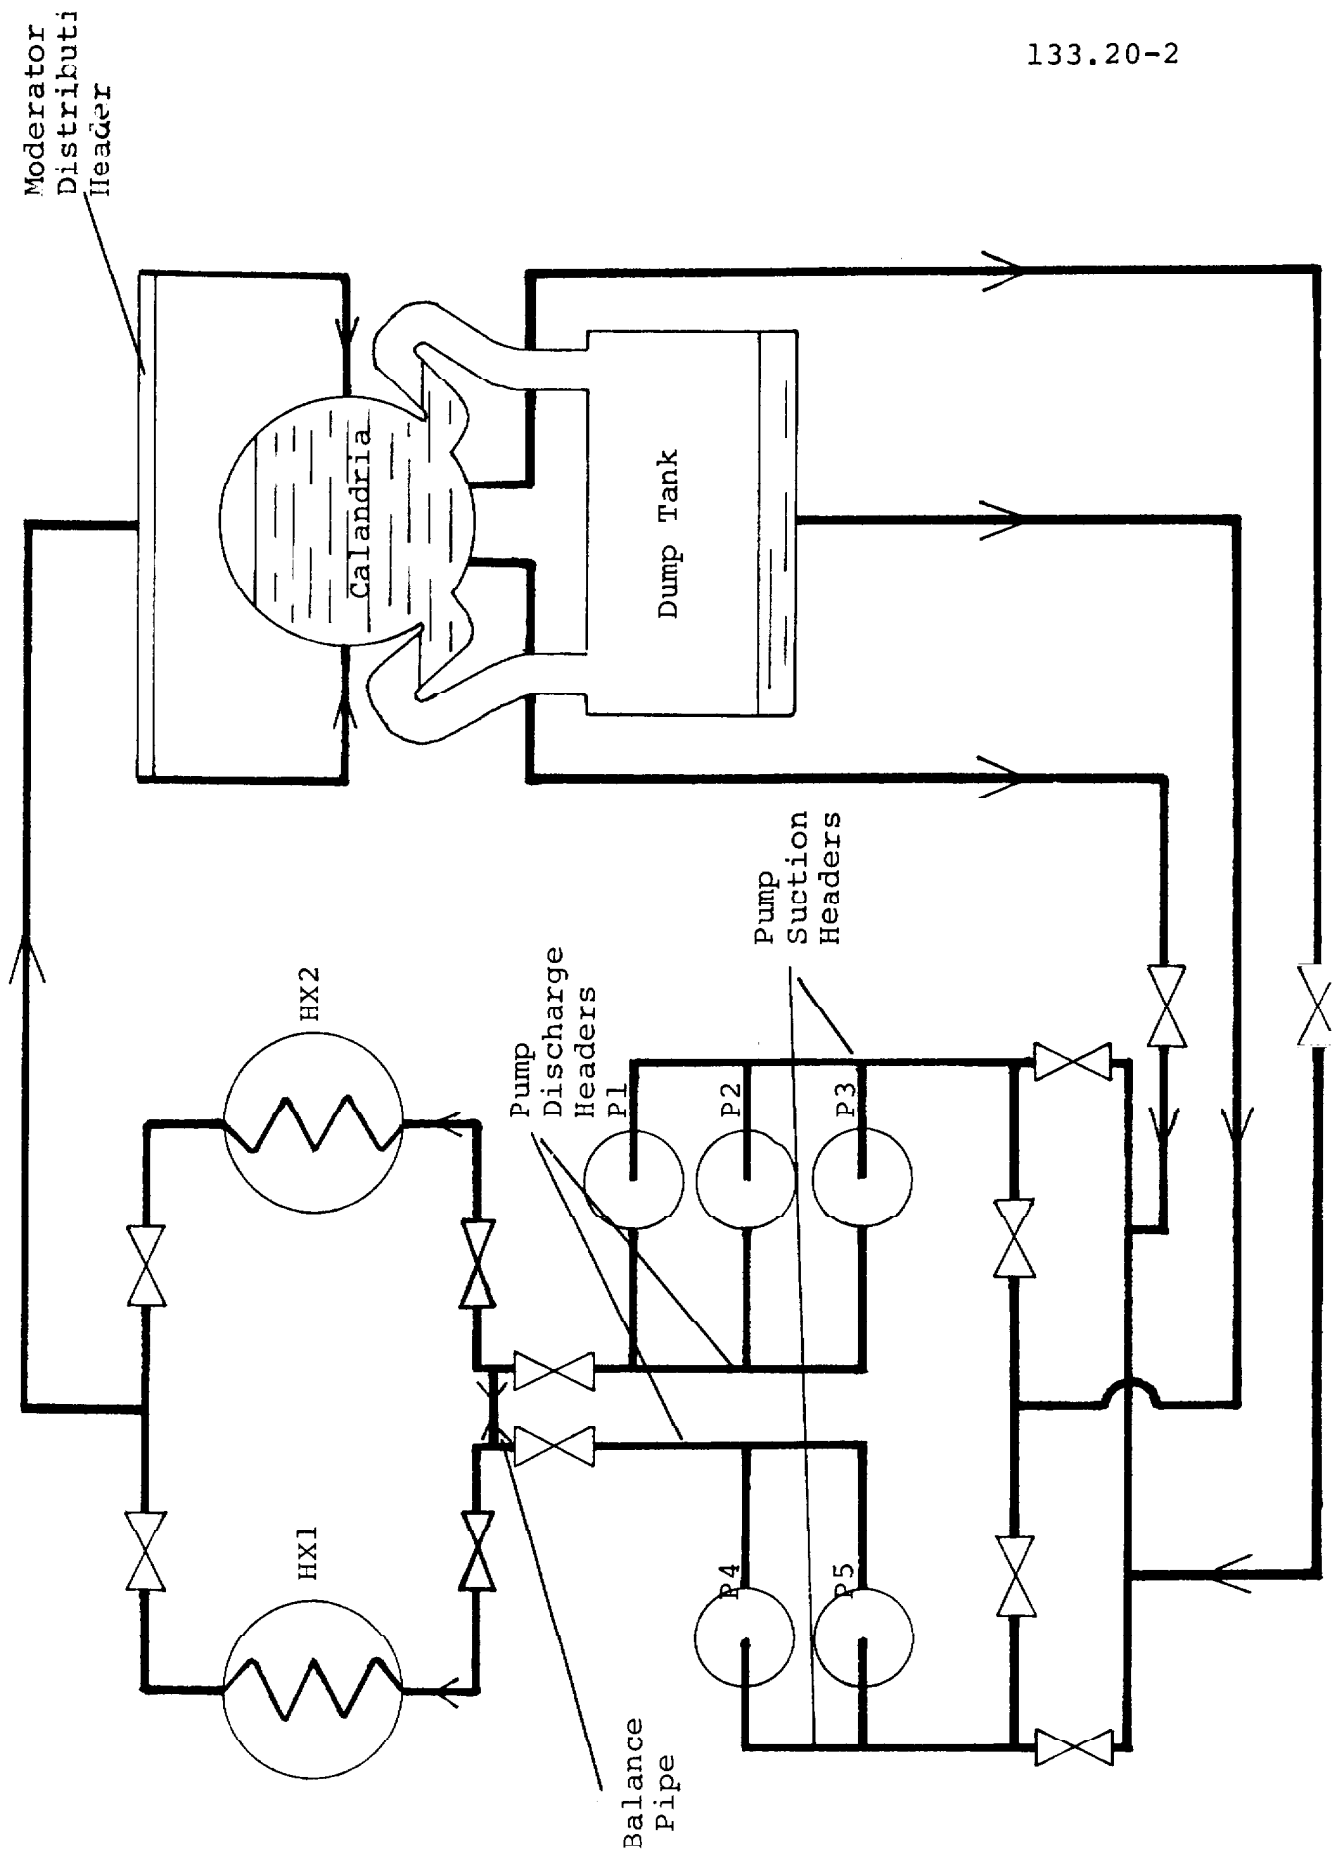 133.20-2
Moderator
Distributi
Header
Calandria
Dump Tank
HX2
HX1
Pump
Discharge
Headers
Pump
Suction
Headers
P1
P2
P3
P4
P5
Balance
Pipe